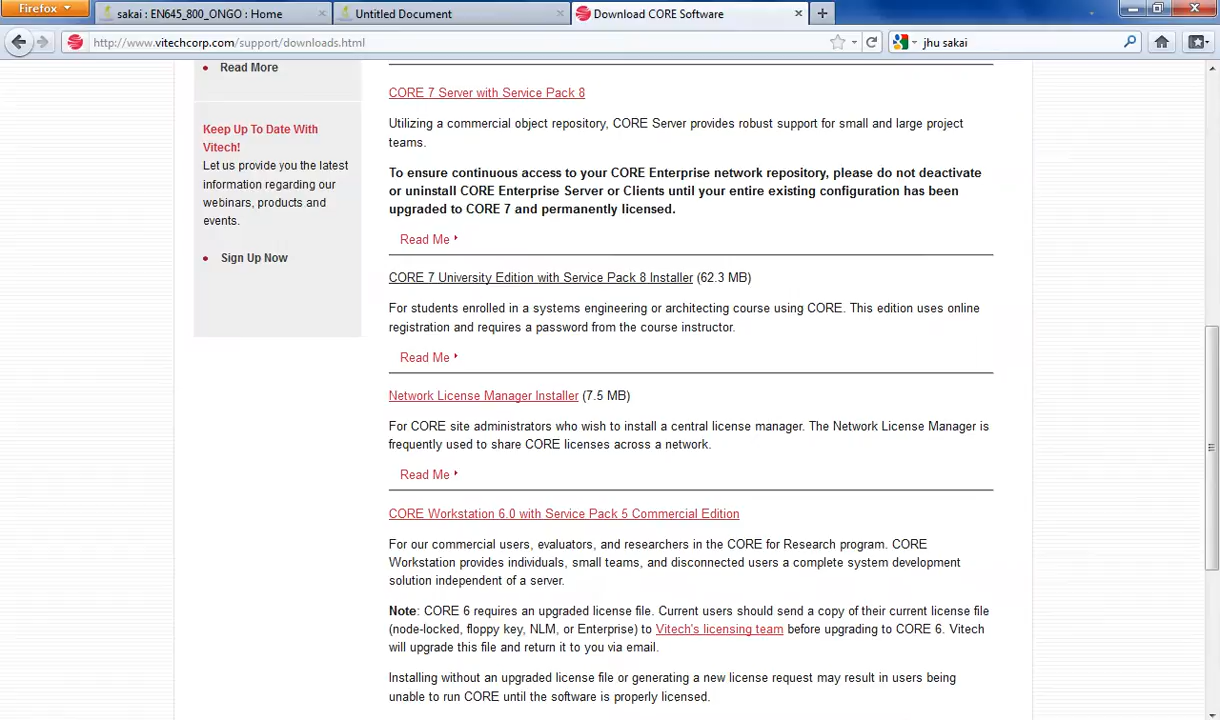 Firefox
sakai : EN645_800_ONGO : Home
Untitled Document
Download CORE Software
http://www.vitechcorp.com/support/downloads.html
jhu sakai
Read More
Keep Up To Date With
Vitech!
Let us provide you the latest
information regarding our
webinars, products and
events.
Sign Up Now
CORE 7 Server with Service Pack 8
Utilizing a commercial object repository, CORE Server provides robust support for small and large project
teams.
To ensure continuous access to your CORE Enterprise network repository, please do not deactivate
or uninstall CORE Enterprise Server or Clients until your entire existing configuration has been
upgraded to CORE 7 and permanently licensed.
Read Me
CORE 7 University Edition with Service Pack 8 Installer (62.3 MB)
For students enrolled in a systems engineering or architecting course using CORE. This edition uses online
registration and requires a password from the course instructor.
Read Me
Network License Manager Installer (7.5 MB)
For CORE site administrators who wish to install a central license manager. The Network License Manager is
frequently used to share CORE licenses across a network.
Read Me
CORE Workstation 6.0 with Service Pack 5 Commercial Edition
For our commercial users, evaluators, and researchers in the CORE for Research program. CORE
Workstation provides individuals, small teams, and disconnected users a complete system development
solution independent of a server.
Note: CORE 6 requires an upgraded license file. Current users should send a copy of their current license file
(node-locked, floppy key, NLM, or Enterprise) to Vitech's licensing team before upgrading to CORE 6. Vitech
will upgrade this file and return it to you via email.
Installing without an upgraded license file or generating a new license request may result in users being
unable to run CORE until the software is properly licensed.